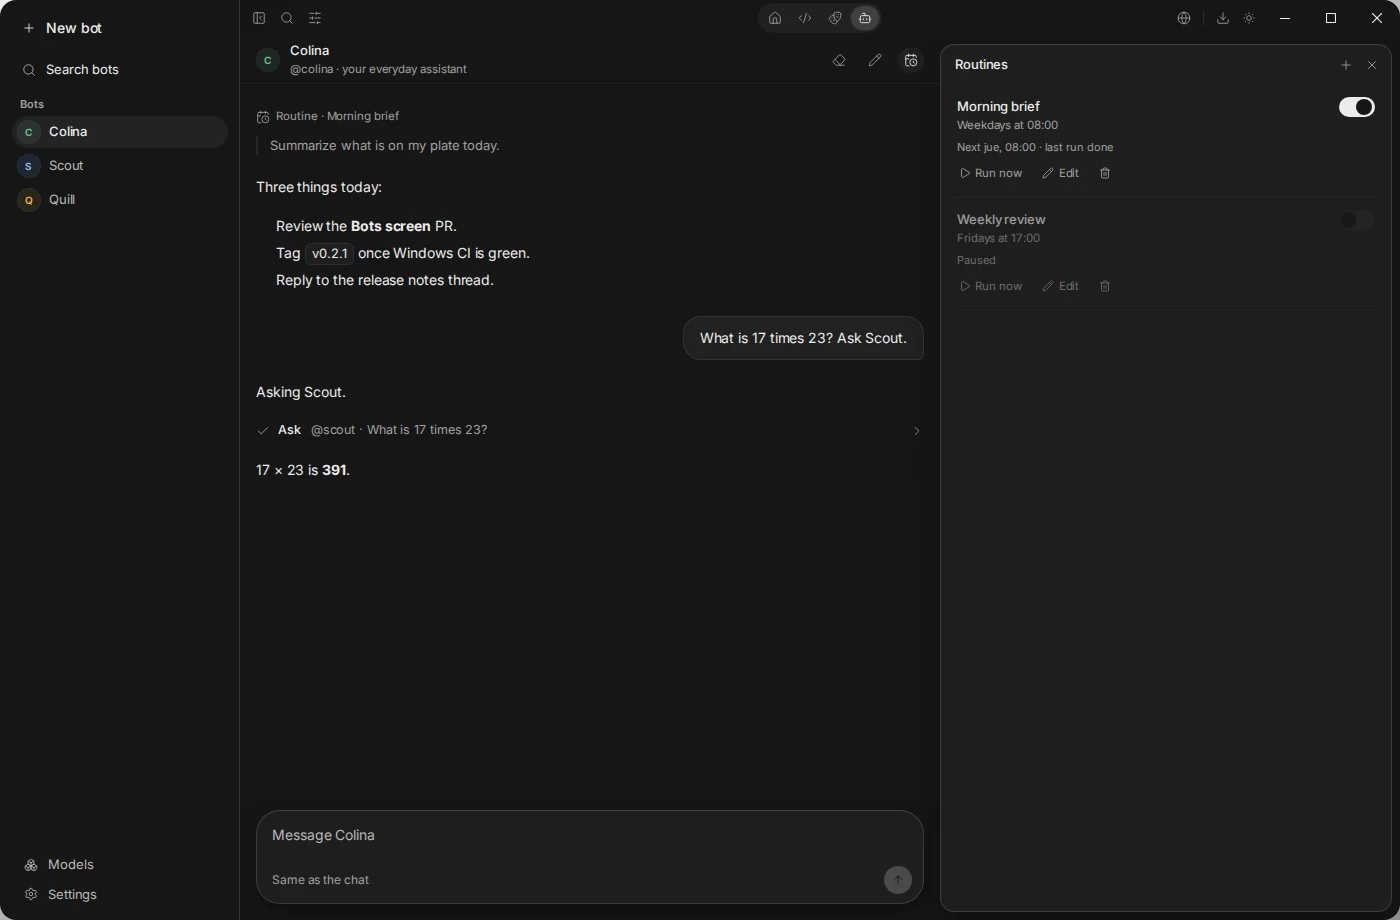 New bot
Search bots
Bots
C Colina
S Scout
Q Quill
Models
Settings
C Colina
@colina · your everyday assistant
Routine · Morning brief
Summarize what is on my plate today.
Three things today:
Review the Bots screen PR.
Tag v0.2.1 once Windows CI is green.
Reply to the release notes thread.
What is 17 times 23? Ask Scout.
Asking Scout.
Ask @scout · What is 17 times 23?
17 × 23 is 391.
Message Colina
Same as the chat
Routines
Morning brief
Weekdays at 08:00
Next jue, 08:00 · last run done
Run now Edit
Weekly review
Fridays at 17:00
Paused
Run now Edit